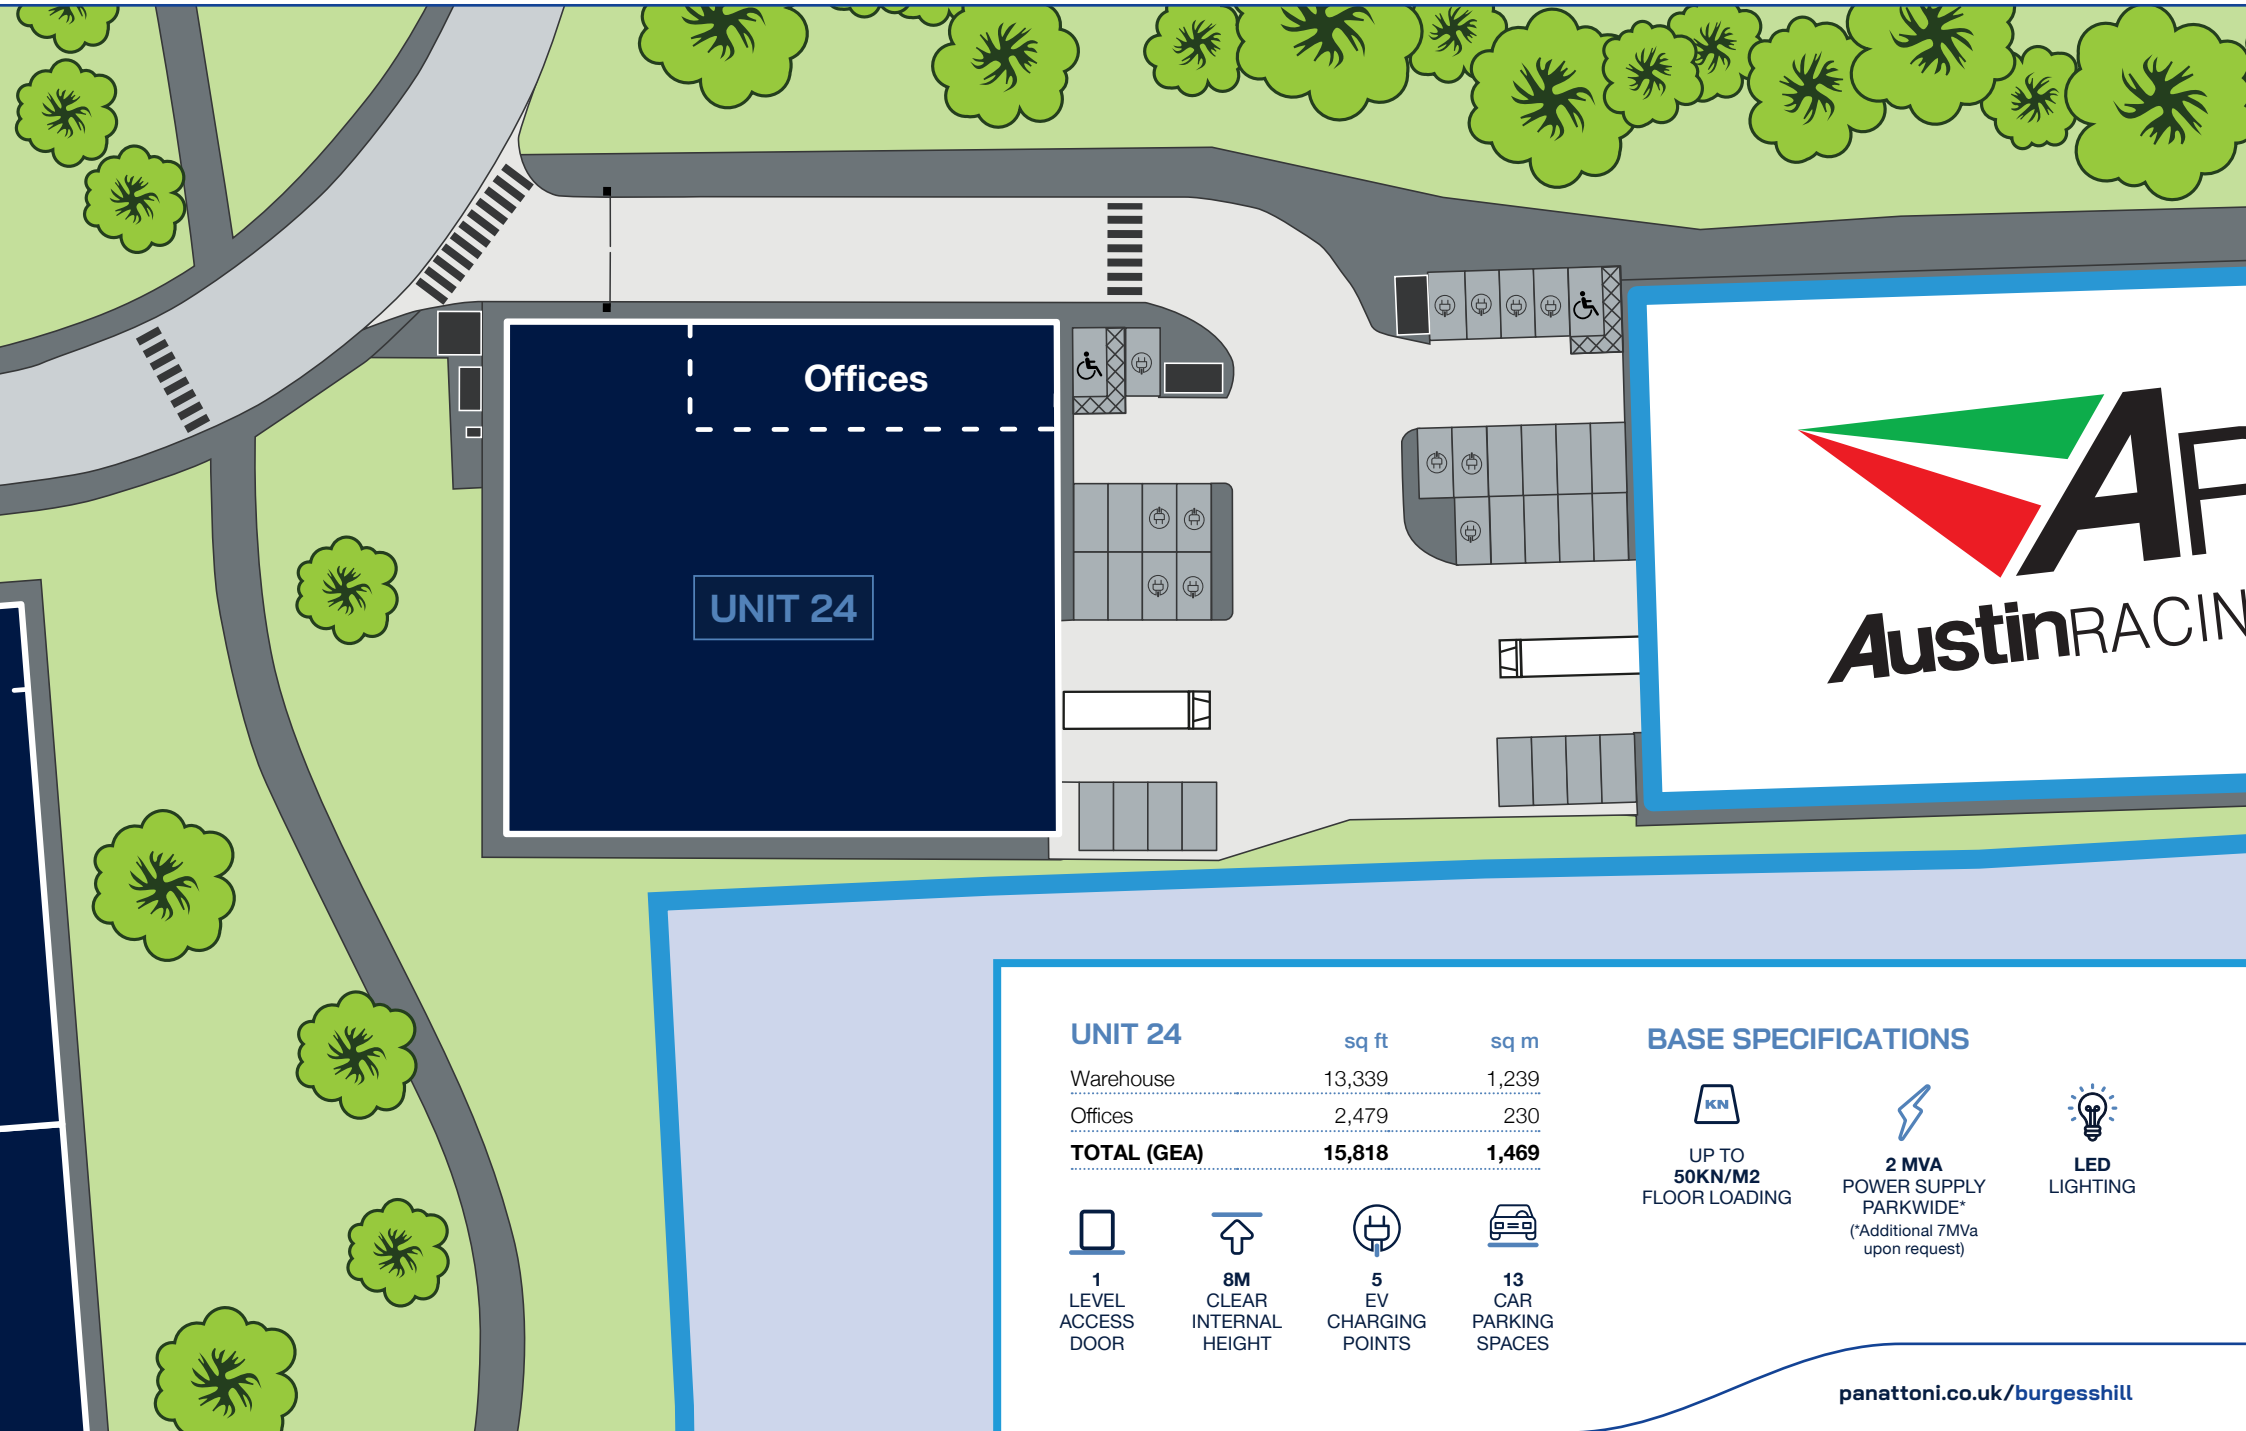 Offices
UNIT 24
AustinRACIN
UNIT 24 sq ft sq m
Warehouse 13,339 1,239
Offices 2,479 230
TOTAL (GEA) 15,818 1,469
1
LEVEL
ACCESS
DOOR
8M
CLEAR
INTERNAL
HEIGHT
5
EV
CHARGING
POINTS
13
CAR
PARKING
SPACES
BASE SPECIFICATIONS
KN
UP TO
50KN/M2
FLOOR LOADING
2 MVA
POWER SUPPLY
PARKWIDE*
(*Additional 7MVa
upon request)
LED
LIGHTING
panattoni.co.uk/burgesshill